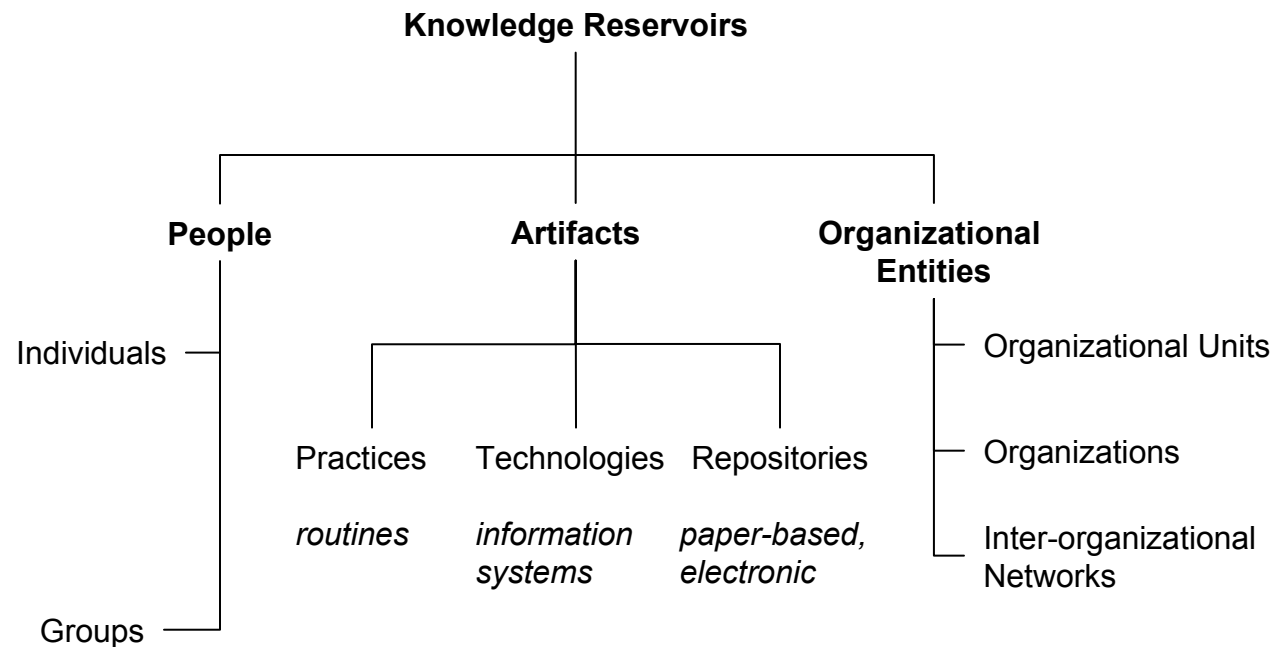 Knowledge Reservoirs
People
Artifacts
Organizational
Entities
Individuals
Groups
Practices
routines
Technologies
information
systems
Repositories
paper-based,
electronic
Organizational Units
Organizations
Inter-organizational
Networks